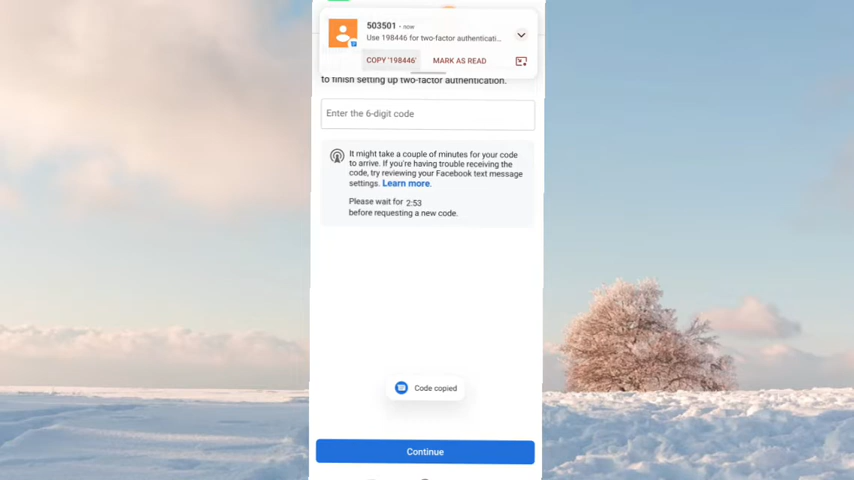 503501 • now
Use 198446 for two-factor authenticati...
COPY '198446'
MARK AS READ
to finish setting up two-factor authentication.
Enter the 6-digit code
It might take a couple of minutes for your code
to arrive. If you're having trouble receiving the
code, try reviewing your Facebook text message
settings. Learn more.
Please wait for 2:53
before requesting a new code.
Code copied
Continue